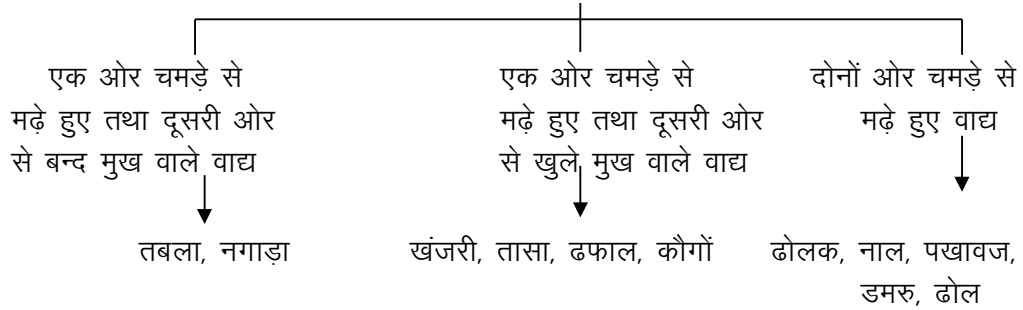 एक ओर चमड़े से
मढ़े हुए तथा दूसरी ओर
से बन्द मुख वाले वाद्य
तबला, नगाड़ा
एक ओर चमड़े से
मढ़े हुए तथा दूसरी ओर
से खुले मुख वाले वाद्य
खंजरी, तासा, ढफाल, कौगों
दोनों ओर चमड़े से
मढ़े हुए वाद्य
ढोलक, नाल, पखावज,
डमरु, ढोल